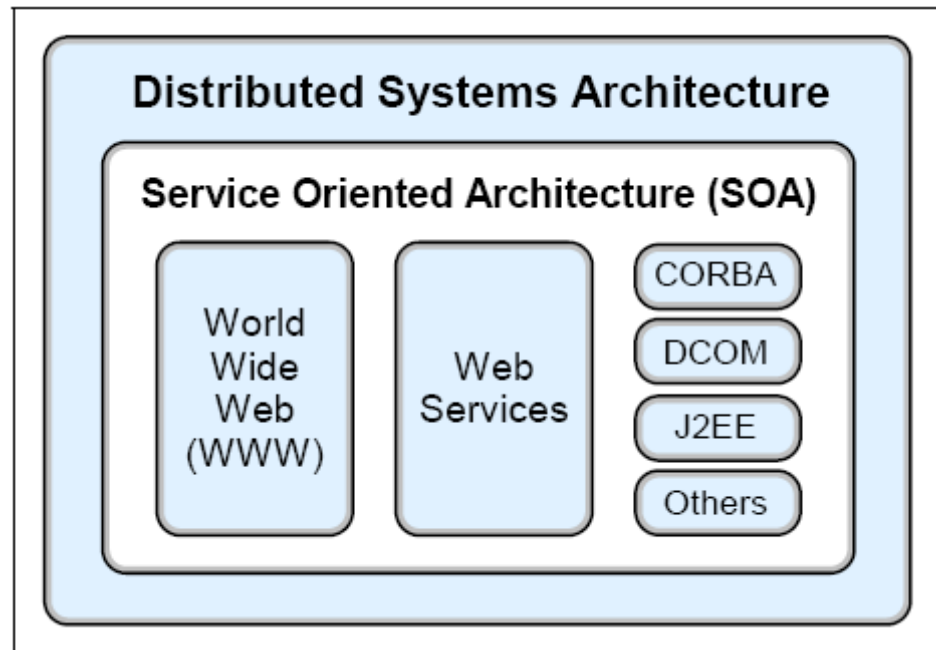 Distributed Systems Architecture
Service Oriented Architecture (SOA)
World
Wide
Web
(WWW)
Web
Services
CORBA
DCOM
J2EE
Others